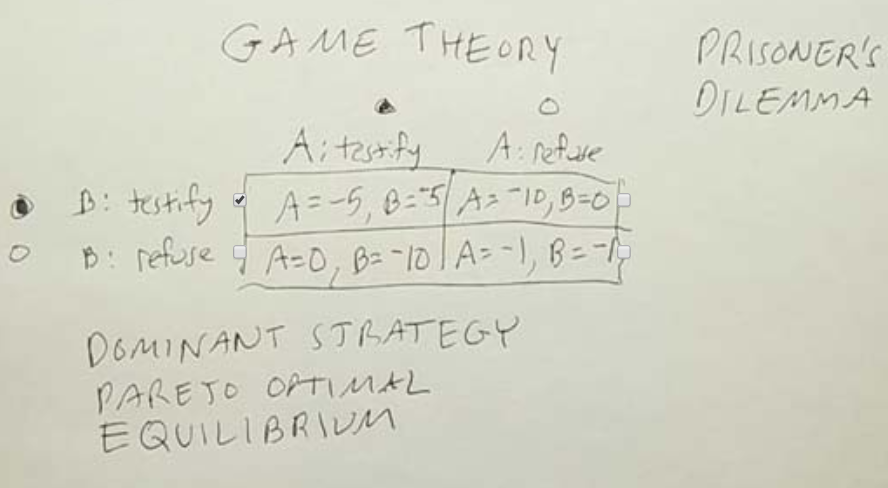 GAME THEORY
PRISONER'S
DILEMMA
A: testify A: refuse
B: testify A=-5, B=-5 A=-10, B=0
B: refuse A=0, B=-10 A=-1, B=-1
DOMINANT STRATEGY
PARETO OPTIMAL
EQUILIBRIUM